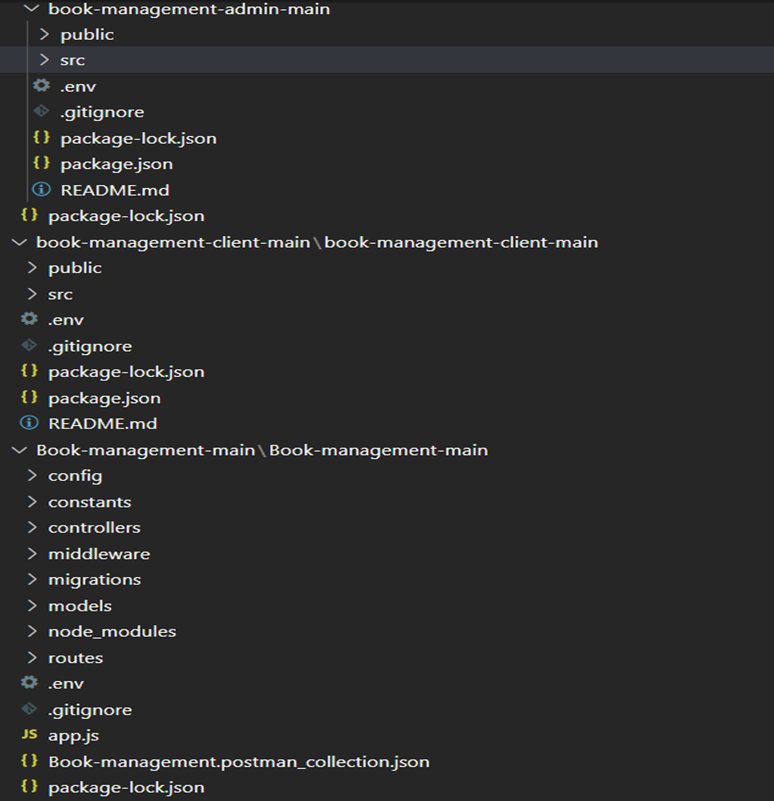 book-management-admin-main
public
src
.env
.gitignore
package-lock.json
package.json
README.md
package-lock.json
book-management-client-main\book-management-client-main
public
src
.env
.gitignore
package-lock.json
package.json
README.md
Book-management-main\Book-management-main
config
constants
controllers
middleware
migrations
models
node_modules
routes
.env
.gitignore
JS app.js
Book-management.postman_collection.json
package-lock.json